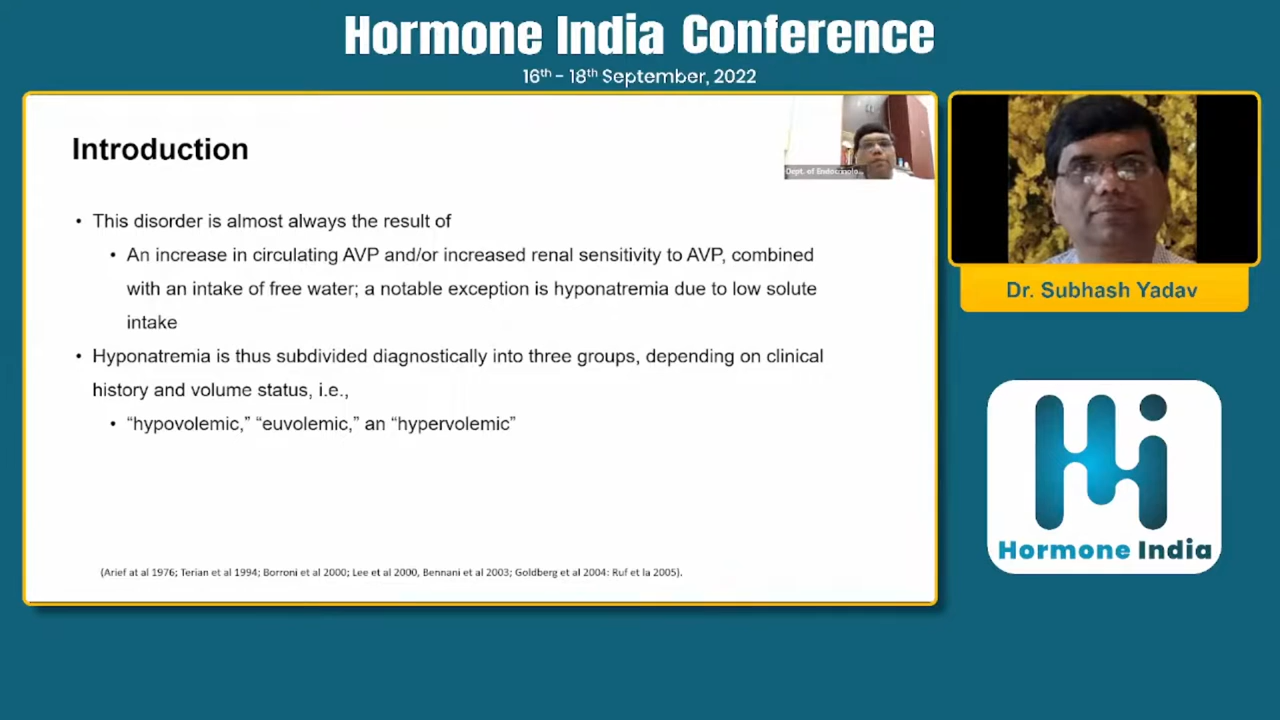 Hormone India Conference
16th - 18th September, 2022
Introduction
Dept. of Endocrinolo...
• This disorder is almost always the result of
• An increase in circulating AVP and/or increased renal sensitivity to AVP, combined
with an intake of free water; a notable exception is hyponatremia due to low solute
intake
• Hyponatremia is thus subdivided diagnostically into three groups, depending on clinical
history and volume status, i.e.,
• “hypovolemic,” “euvolemic,” an “hypervolemic”
(Arief at al 1976; Terian et al 1994; Borroni et al 2000; Lee et al 2000, Bennani et al 2003; Goldberg et al 2004: Ruf et la 2005).
Dr. Subhash Yadav
Hi
Hormone India